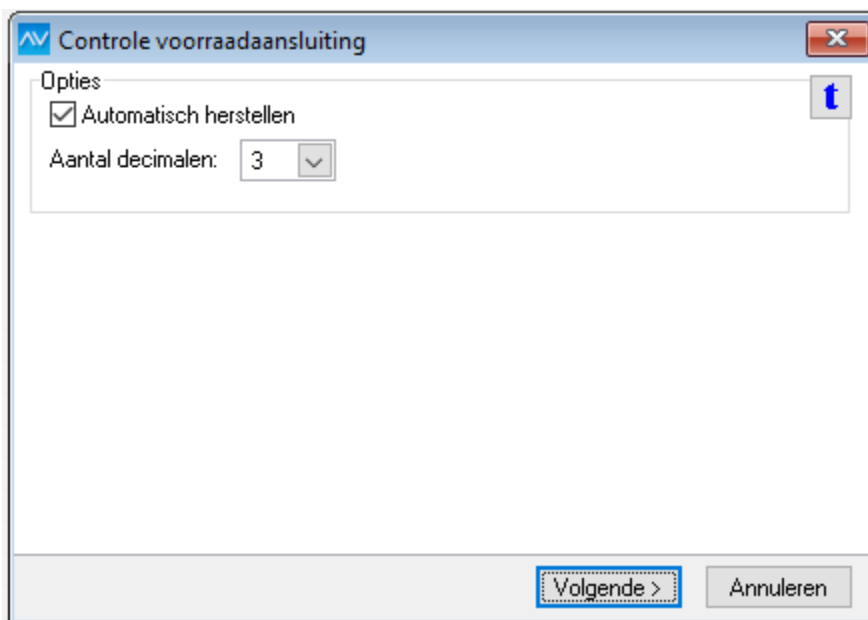 Controle voorraadaansluiting
Opties
t
Automatisch herstellen
Aantal decimalen: 3
Volgende > Annuleren